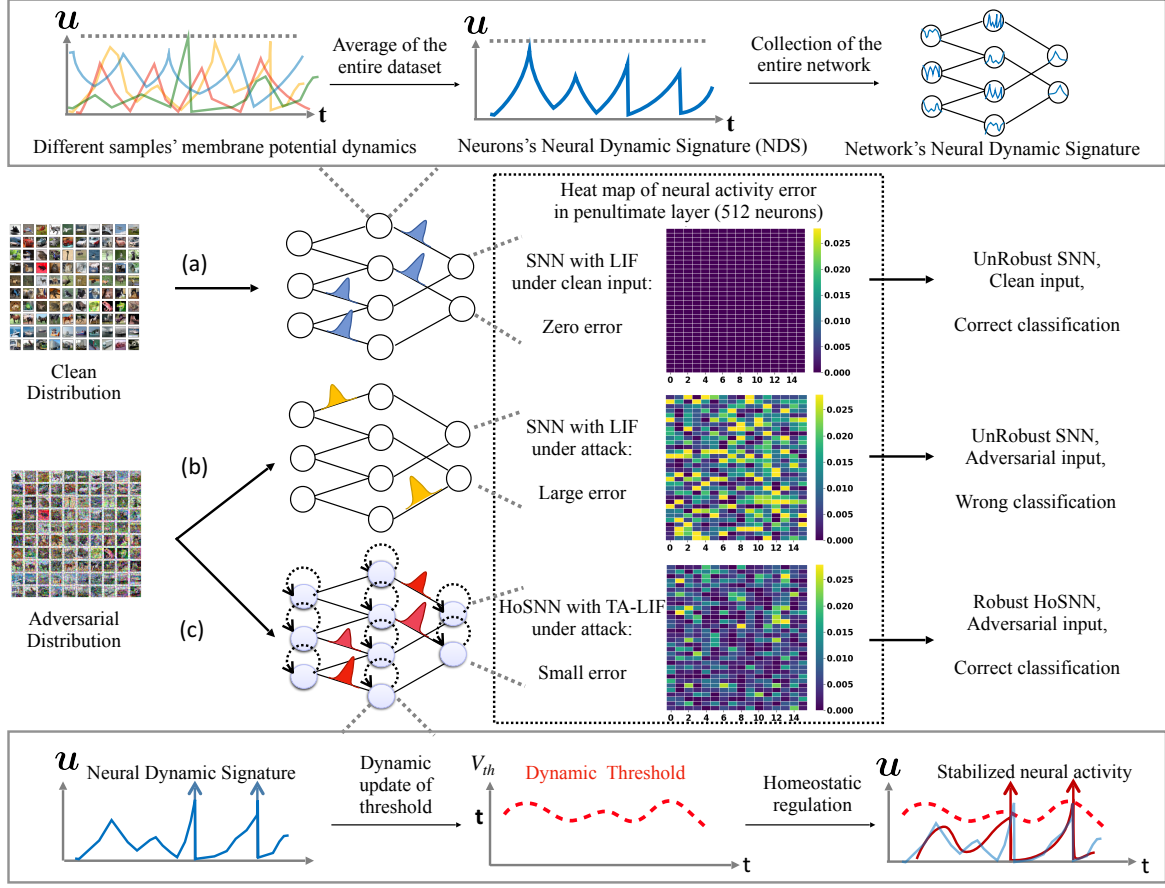 u
t
Different samples' membrane potential dynamics
Average of the
entire dataset
u
t
Neurons's Neural Dynamic Signature (NDS)
Collection of the
entire network
Network's Neural Dynamic Signature
Heat map of neural activity error
in penultimate layer (512 neurons)
Clean
Distribution
(a)
SNN with LIF
under clean input:
Zero error
0.025
0.020
0.015
0.010
0.005
0.000
0 2 4 6 8 10 12 14
UnRobust SNN,
Clean input,
Correct classification
Adversarial
Distribution
(b)
SNN with LIF
under attack:
Large error
0.025
0.020
0.015
0.010
0.005
0.000
0 2 4 6 8 10 12 14
UnRobust SNN,
Adversarial input,
Wrong classification
(c)
HoSNN with TA-LIF
under attack:
Small error
0.025
0.020
0.015
0.010
0.005
0.000
0 2 4 6 8 10 12 14
Robust HoSNN,
Adversarial input,
Correct classification
u
Neural Dynamic Signature
t
Dynamic
update of
threshold
Vth
Dynamic Threshold
t
Homeostatic
regulation
u
Stabilized neural activity
t